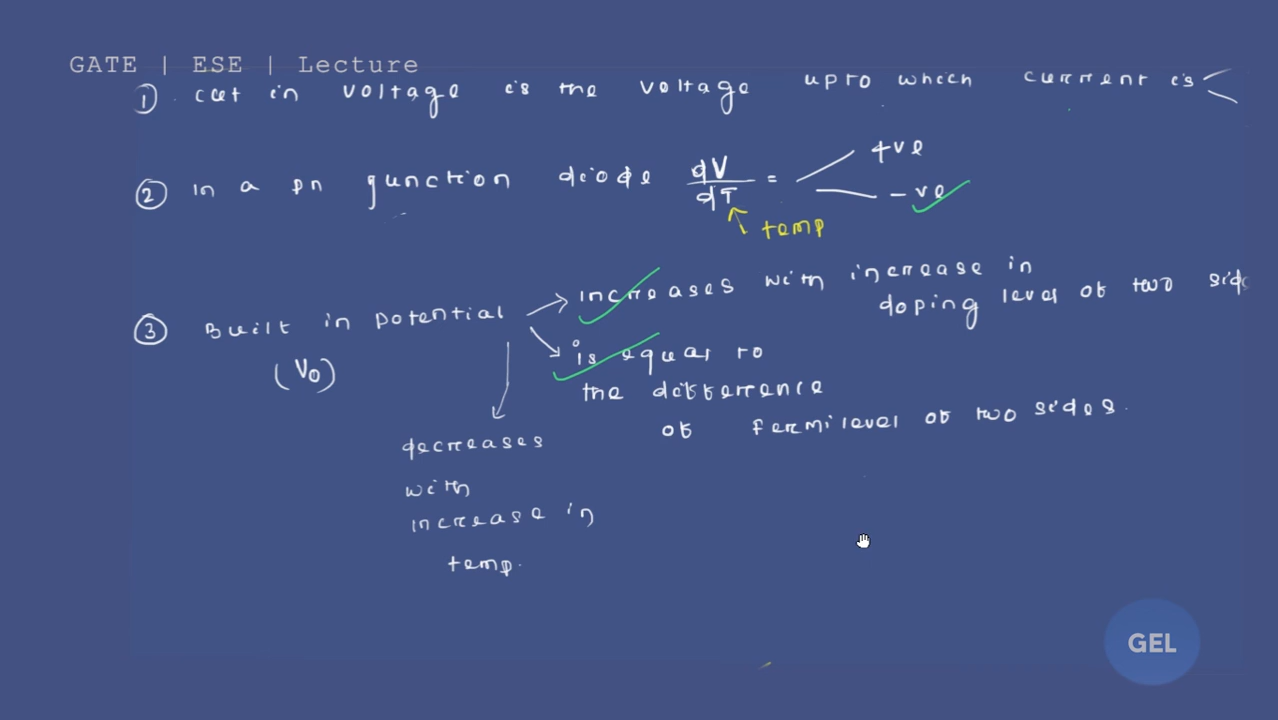 GATE | ESE | Lecture
① cut in voltage is the voltage upto which current is
② In a pn junction diode dV/dT = +ve
-ve
temp
③ Built in potential increases with increase in
doping level of two side
(V0)
is equal to
the difference
of fermi level of two sides.
decreases
with
increase in
temp.
GEL